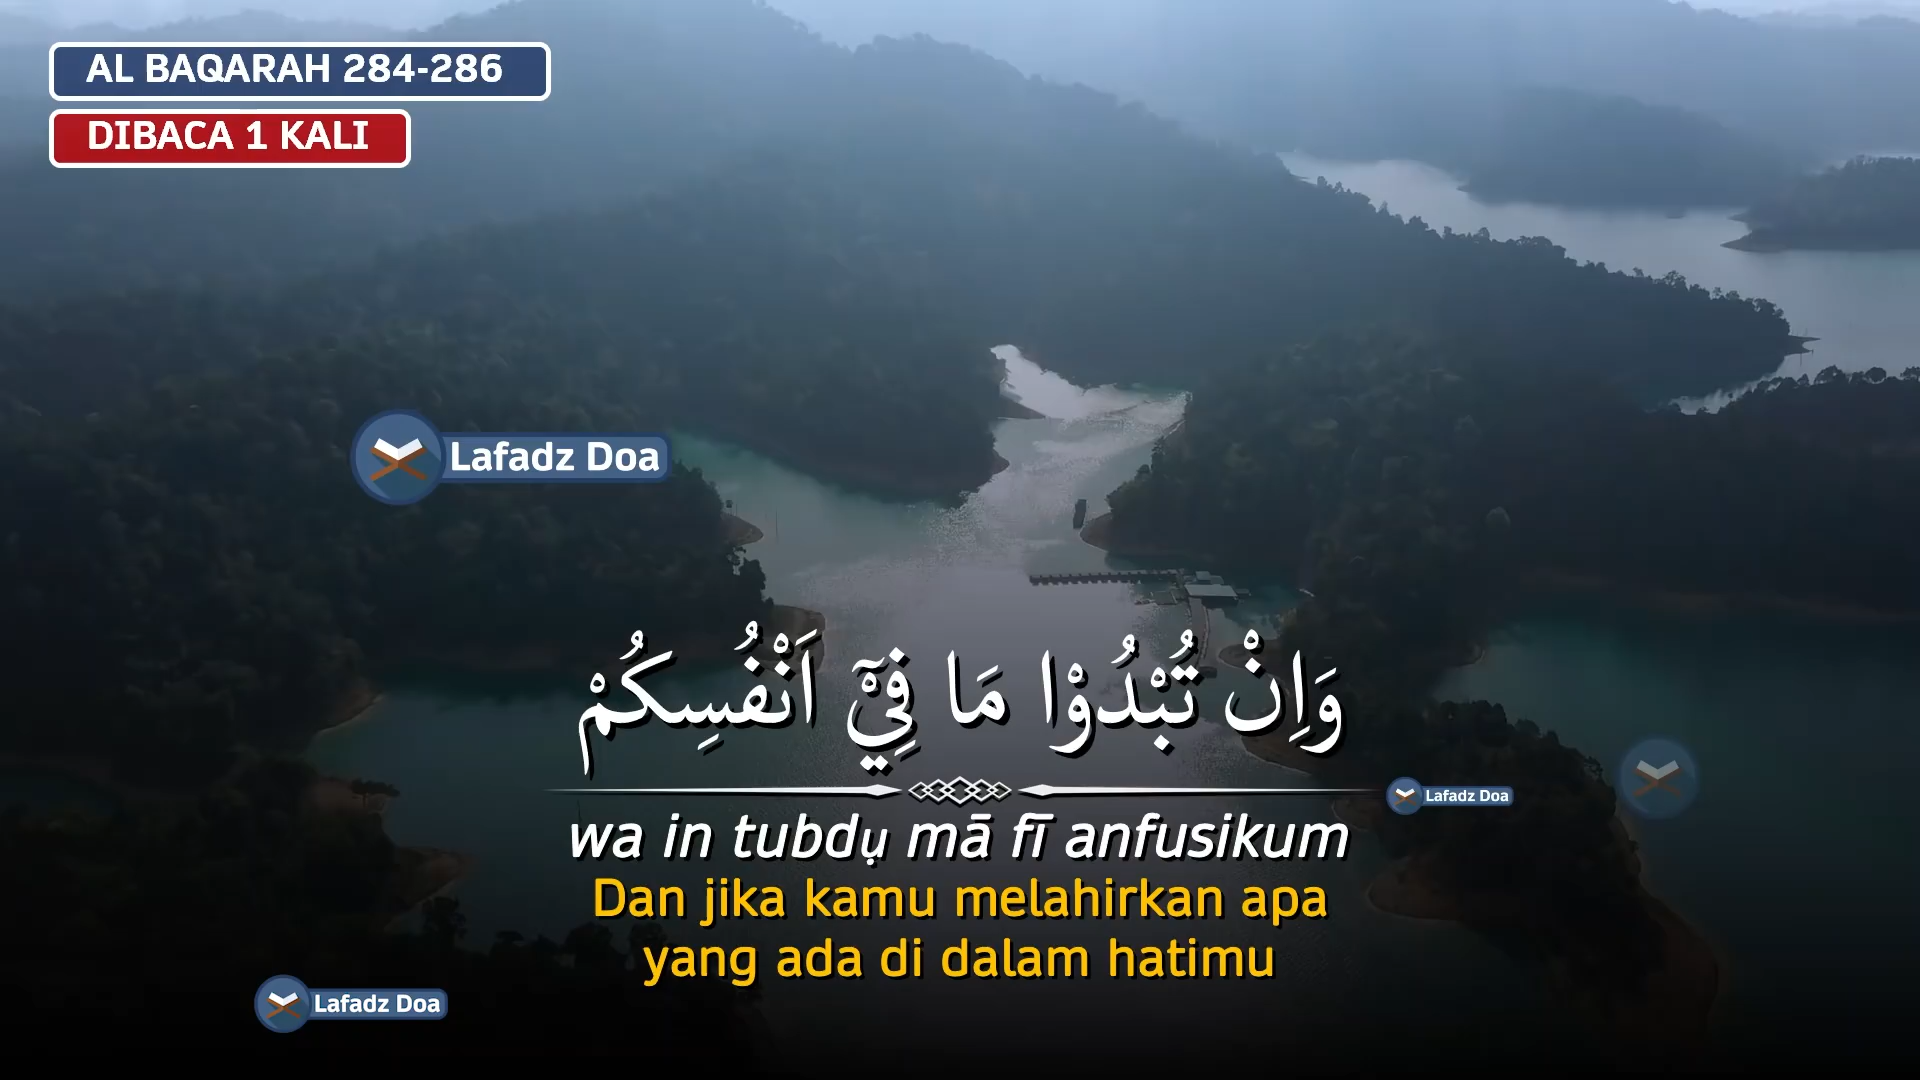 AL BAQARAH 284-286
DIBACA 1 KALI
Lafadz Doa
وَاِنْ تُبْدُوْا مَا فِيْٓ اَنْفُسِكُمْ
Lafadz Doa
wa in tubdụ mā fī anfusikum
Dan jika kamu melahirkan apa
yang ada di dalam hatimu
Lafadz Doa